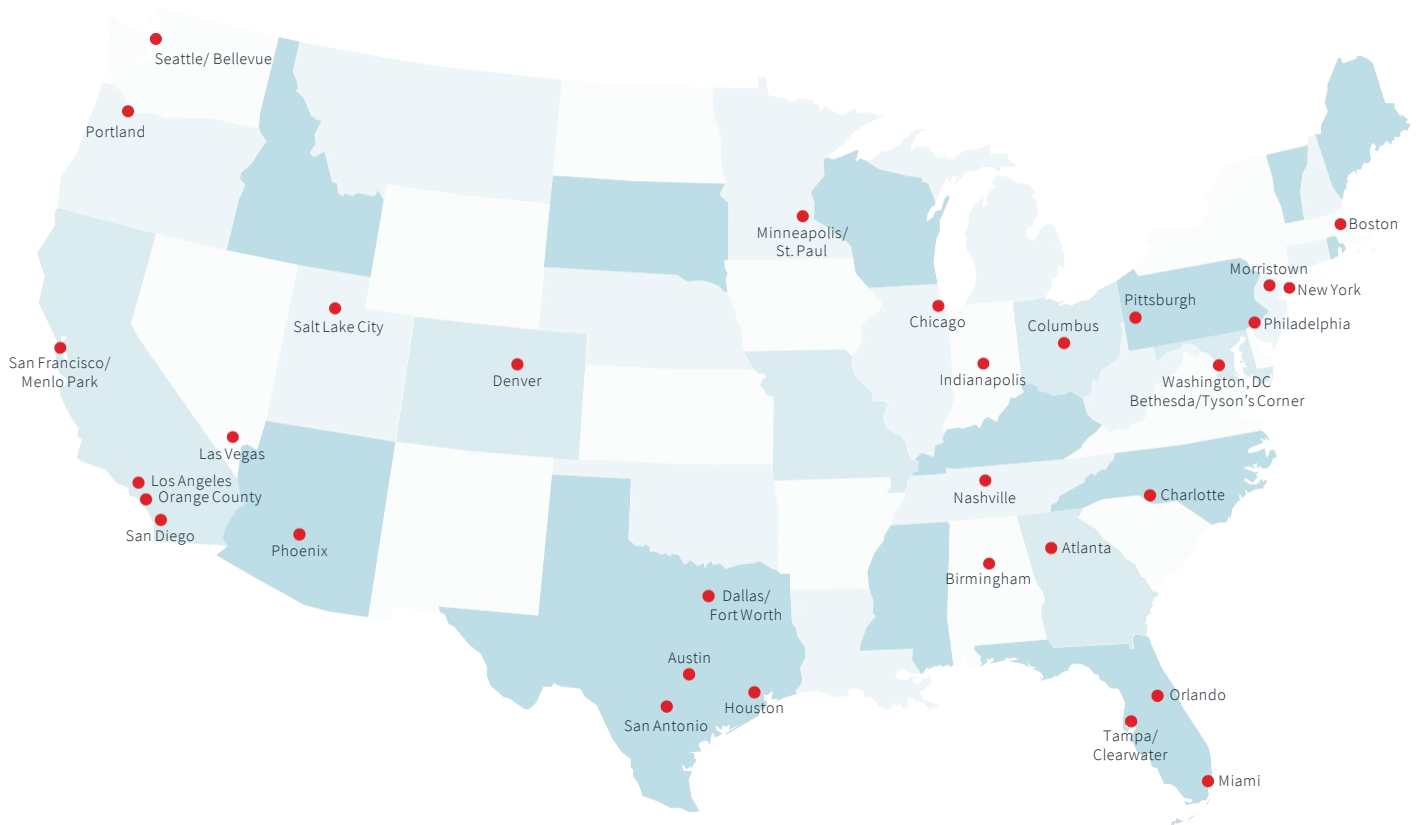 Seattle/ Bellevue
Portland
Boston
Minneapolis/
St. Paul
Morristown
New York
Pittsburgh
Salt Lake City
Chicago
Columbus
Philadelphia
San Francisco/
Menlo Park
Denver
Indianapolis
Washington, DC
Bethesda/Tyson's Corner
Las Vegas
Los Angeles
Orange County
San Diego
Nashville
Charlotte
Phoenix
Atlanta
Birmingham
Dallas/
Fort Worth
Austin
Houston
San Antonio
Orlando
Tampa/
Clearwater
Miami